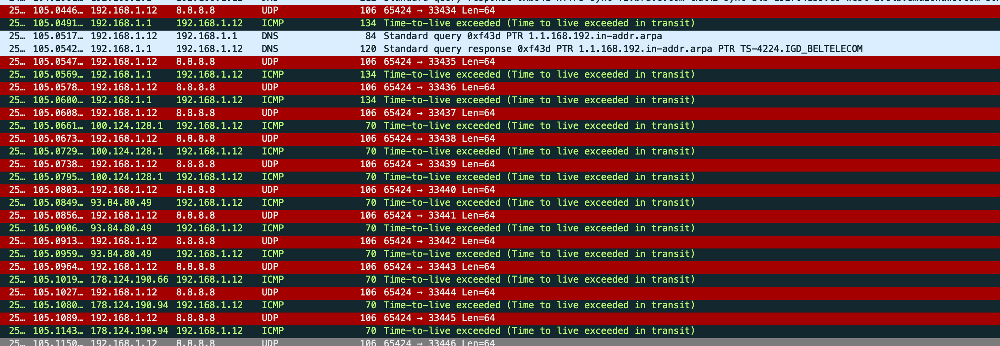 25… 105.0446… 192.168.1.12 8.8.8.8 UDP 106 65424 → 33434 Len=64
25… 105.0491… 192.168.1.1 192.168.1.12 ICMP 134 Time-to-live exceeded (Time to live exceeded in transit)
25… 105.0517… 192.168.1.12 192.168.1.1 DNS 84 Standard query 0xf43d PTR 1.1.168.192.in-addr.arpa
25… 105.0542… 192.168.1.1 192.168.1.12 DNS 120 Standard query response 0xf43d PTR 1.1.168.192.in-addr.arpa PTR TS-4224.IGD_BELTELECOM
25… 105.0547… 192.168.1.12 8.8.8.8 UDP 106 65424 → 33435 Len=64
25… 105.0569… 192.168.1.1 192.168.1.12 ICMP 134 Time-to-live exceeded (Time to live exceeded in transit)
25… 105.0578… 192.168.1.12 8.8.8.8 UDP 106 65424 → 33436 Len=64
25… 105.0600… 192.168.1.1 192.168.1.12 ICMP 134 Time-to-live exceeded (Time to live exceeded in transit)
25… 105.0608… 192.168.1.12 8.8.8.8 UDP 106 65424 → 33437 Len=64
25… 105.0661… 100.124.128.1 192.168.1.12 ICMP 70 Time-to-live exceeded (Time to live exceeded in transit)
25… 105.0673… 192.168.1.12 8.8.8.8 UDP 106 65424 → 33438 Len=64
25… 105.0729… 100.124.128.1 192.168.1.12 ICMP 70 Time-to-live exceeded (Time to live exceeded in transit)
25… 105.0738… 192.168.1.12 8.8.8.8 UDP 106 65424 → 33439 Len=64
25… 105.0795… 100.124.128.1 192.168.1.12 ICMP 70 Time-to-live exceeded (Time to live exceeded in transit)
25… 105.0803… 192.168.1.12 8.8.8.8 UDP 106 65424 → 33440 Len=64
25… 105.0849… 93.84.80.49 192.168.1.12 ICMP 70 Time-to-live exceeded (Time to live exceeded in transit)
25… 105.0856… 192.168.1.12 8.8.8.8 UDP 106 65424 → 33441 Len=64
25… 105.0906… 93.84.80.49 192.168.1.12 ICMP 70 Time-to-live exceeded (Time to live exceeded in transit)
25… 105.0913… 192.168.1.12 8.8.8.8 UDP 106 65424 → 33442 Len=64
25… 105.0959… 93.84.80.49 192.168.1.12 ICMP 70 Time-to-live exceeded (Time to live exceeded in transit)
25… 105.0964… 192.168.1.12 8.8.8.8 UDP 106 65424 → 33443 Len=64
25… 105.1019… 178.124.190.66 192.168.1.12 ICMP 70 Time-to-live exceeded (Time to live exceeded in transit)
25… 105.1027… 192.168.1.12 8.8.8.8 UDP 106 65424 → 33444 Len=64
25… 105.1080… 178.124.190.94 192.168.1.12 ICMP 70 Time-to-live exceeded (Time to live exceeded in transit)
25… 105.1089… 192.168.1.12 8.8.8.8 UDP 106 65424 → 33445 Len=64
25… 105.1143… 178.124.190.94 192.168.1.12 ICMP 70 Time-to-live exceeded (Time to live exceeded in transit)
25… 105.1150… 192.168.1.12 8.8.8.8 UDP 106 65424 → 33446 Len=64